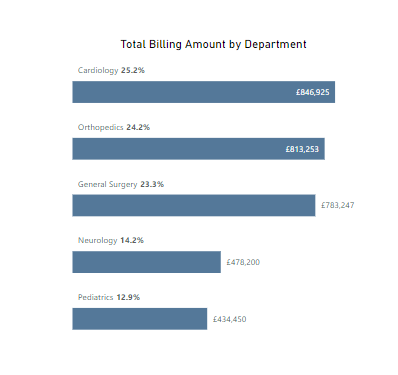 Total Billing Amount by Department
Cardiology 25.2%
£846,925
Orthopedics 24.2%
£813,253
General Surgery 23.3%
£783,247
Neurology 14.2%
£478,200
Pediatrics 12.9%
£434,450